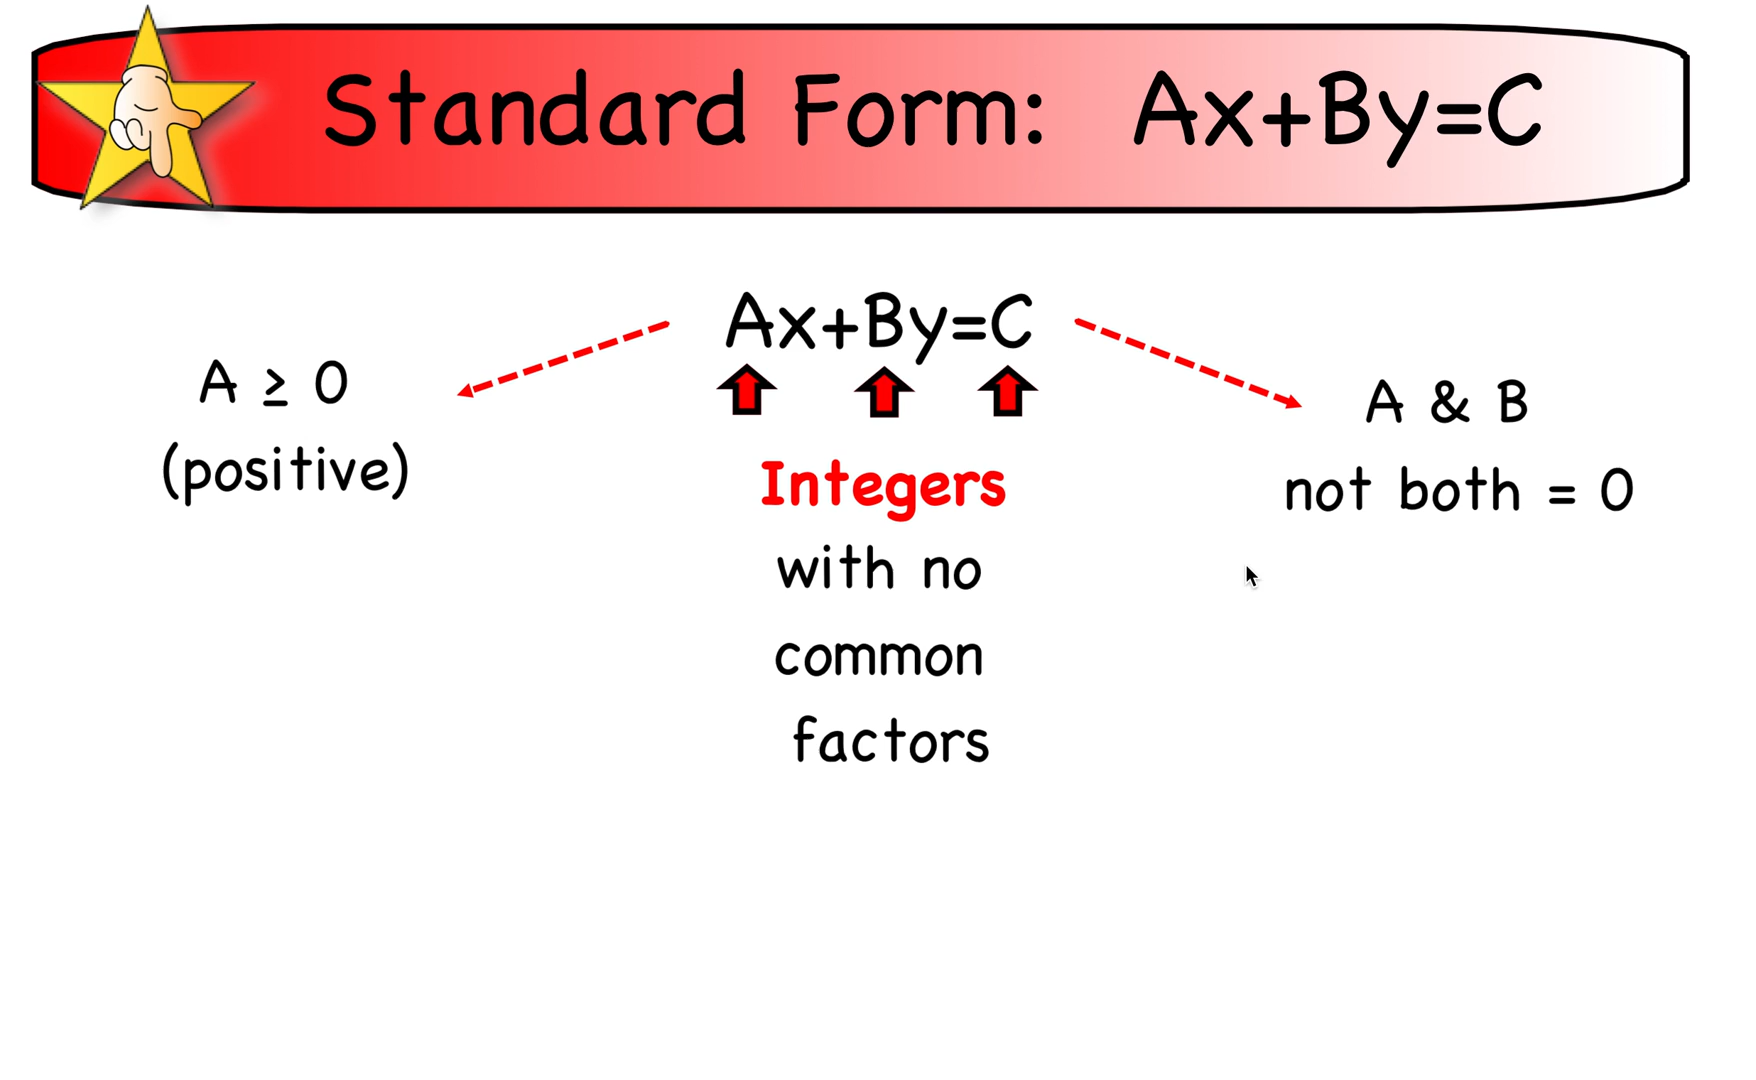 Standard Form: Ax+By=C
Ax+By=C
A ≥ 0
(positive)
Integers
with no
common
factors
A & B
not both = 0